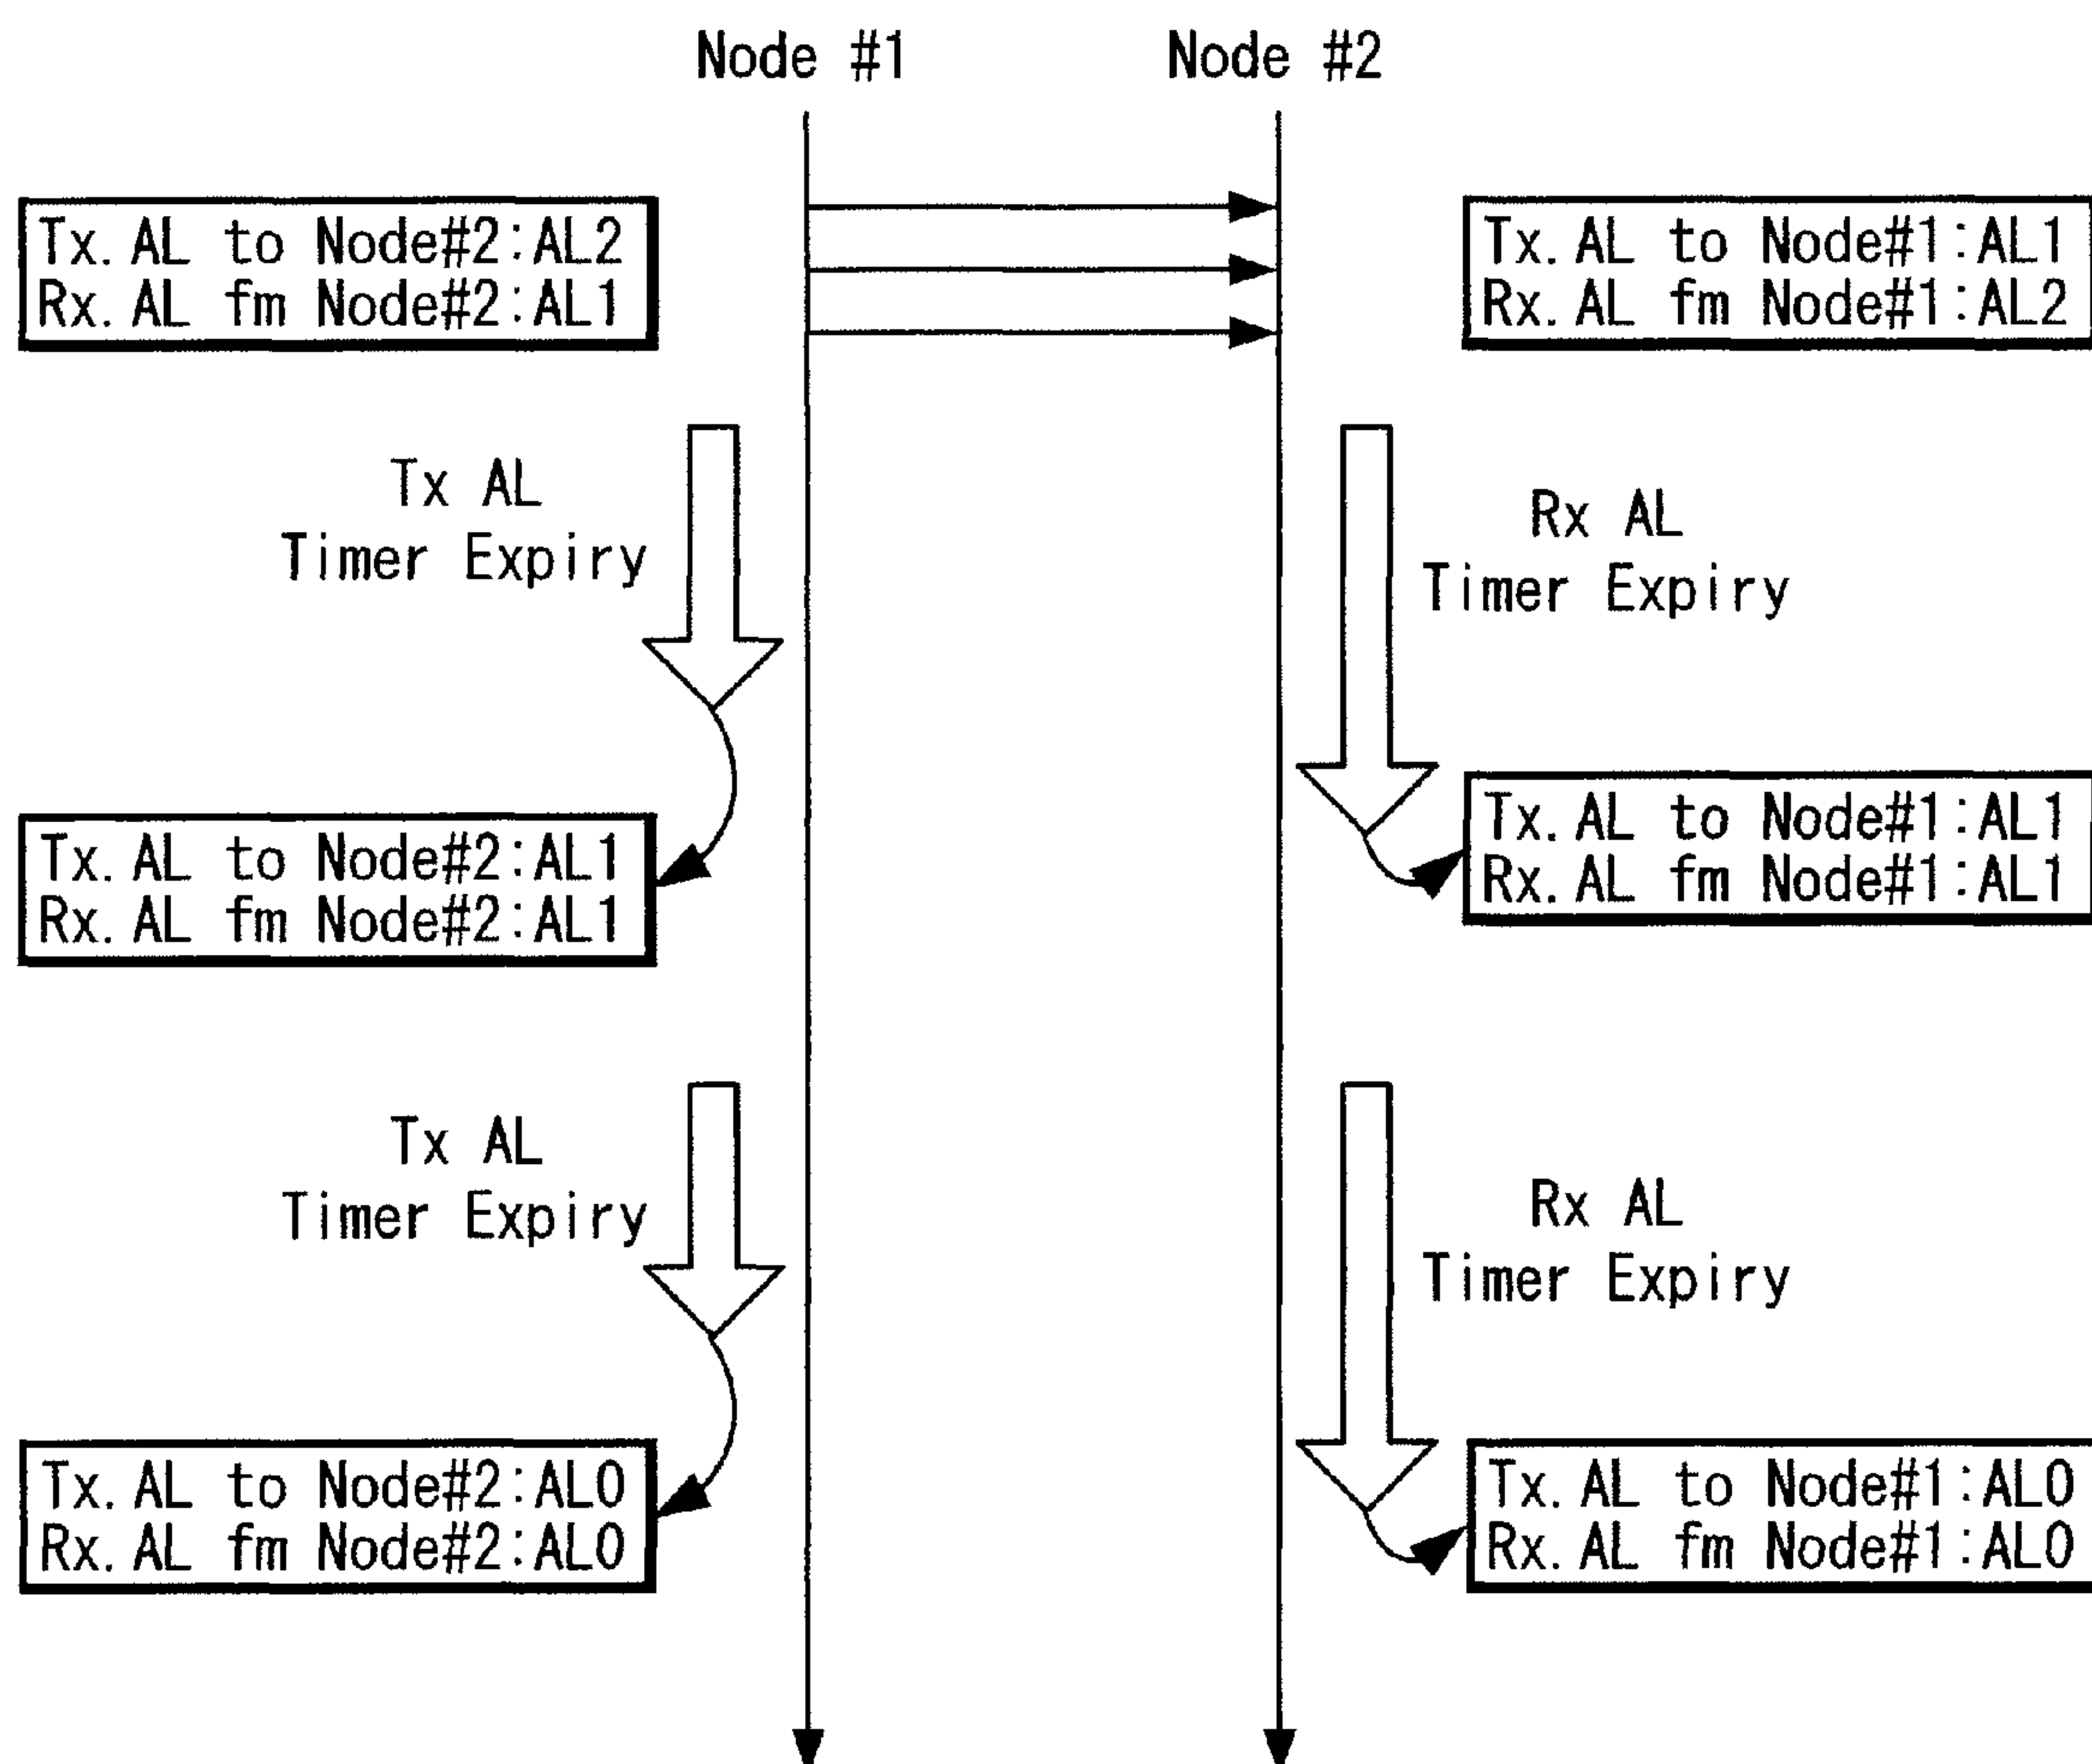 Node #1
Node #2
Tx.AL to Node#2:AL2
Rx.AL fm Node#2:AL1
Tx.AL to Node#1:AL1
Rx.AL fm Node#1:AL2
Tx AL
Timer Expiry
Rx AL
Timer Expiry
Tx.AL to Node#2:AL1
Rx.AL fm Node#2:AL1
Tx.AL to Node#1:AL1
Rx.AL fm Node#1:AL1
Tx AL
Timer Expiry
Rx AL
Timer Expiry
Tx.AL to Node#2:AL0
Rx.AL fm Node#2:AL0
Tx.AL to Node#1:AL0
Rx.AL fm Node#1:AL0